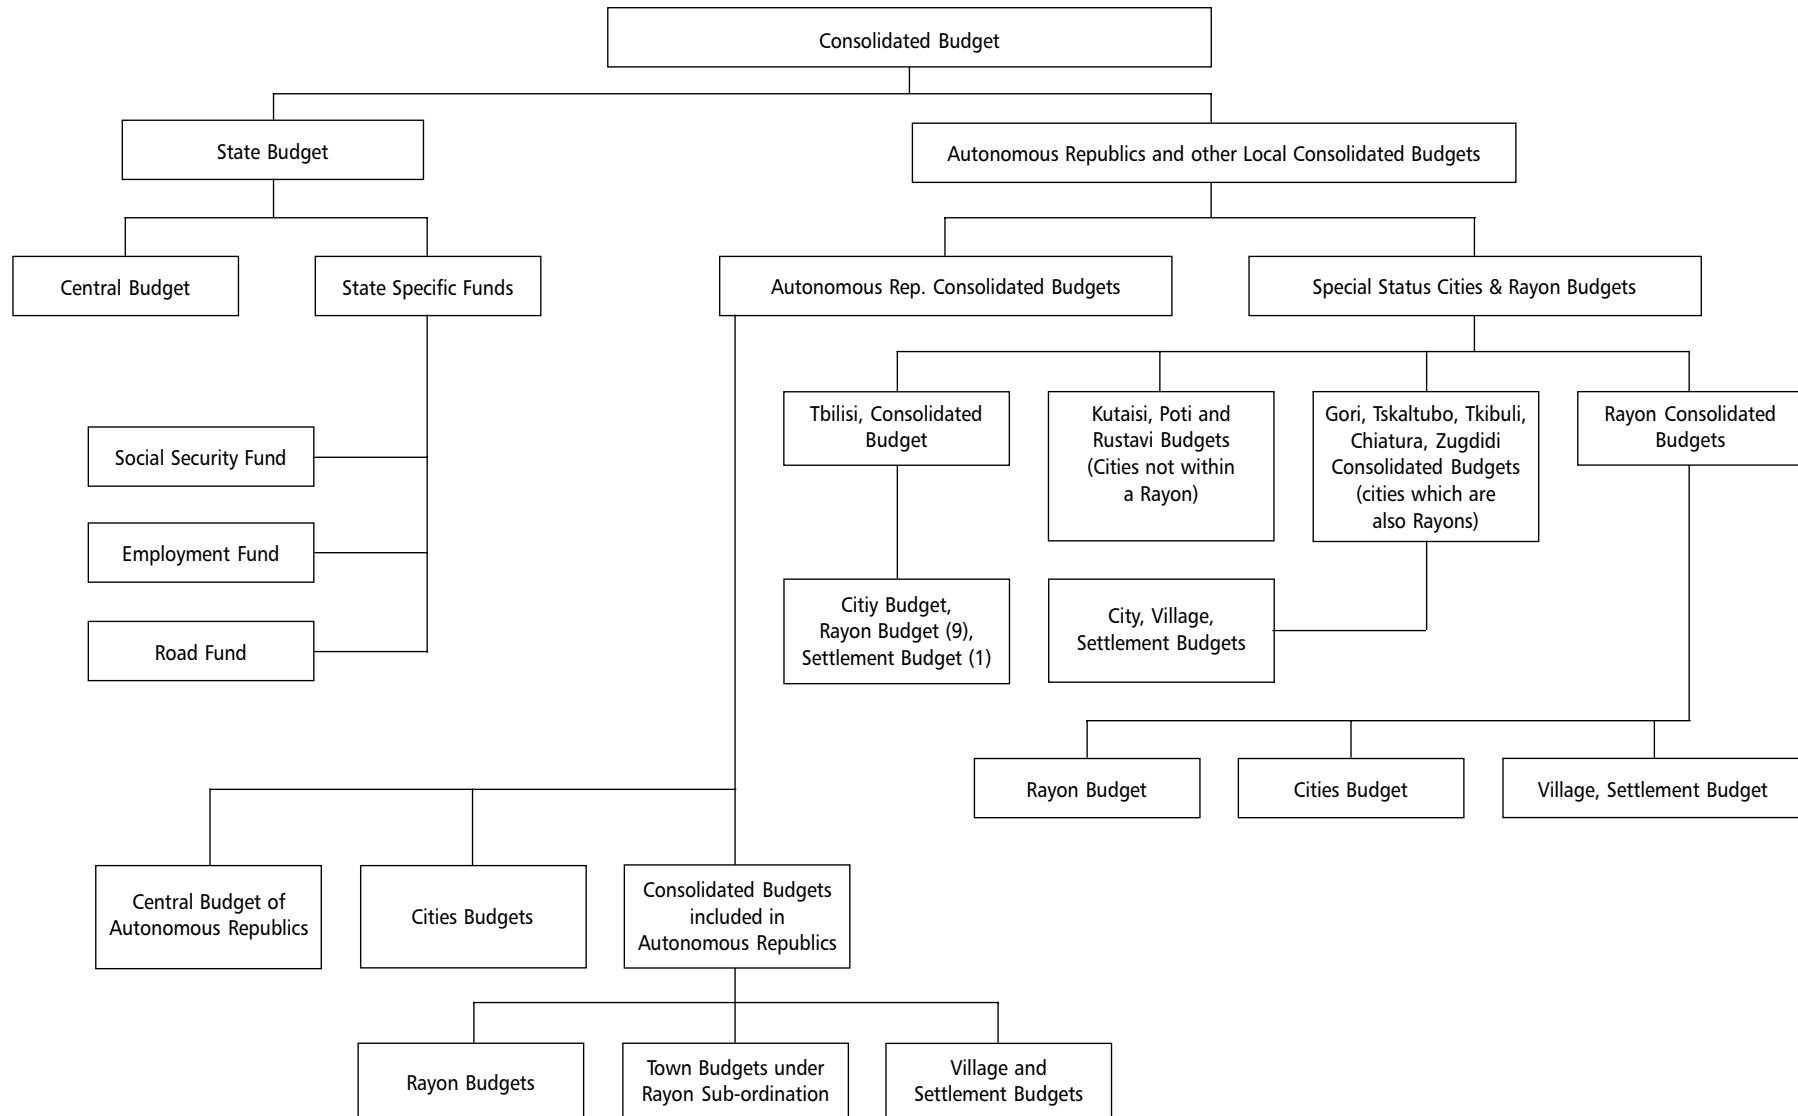 Consolidated Budget
State Budget
Autonomous Republics and other Local Consolidated Budgets
Central Budget
State Specific Funds
Autonomous Rep. Consolidated Budgets
Special Status Cities & Rayon Budgets
Social Security Fund
Employment Fund
Road Fund
Tbilisi, Consolidated
Budget
Kutaisi, Poti and
Rustavi Budgets
(Cities not within
a Rayon)
Gori, Tskaltubo, Tkibuli,
Chiatura, Zugdidi
Consolidated Budgets
(cities which are
also Rayons)
Rayon Consolidated
Budgets
Citiy Budget,
Rayon Budget (9),
Settlement Budget (1)
City, Village,
Settlement Budgets
Rayon Budget
Cities Budget
Village, Settlement Budget
Central Budget of
Autonomous Republics
Cities Budgets
Consolidated Budgets
included in
Autonomous Republics
Rayon Budgets
Town Budgets under
Rayon Sub-ordination
Village and
Settlement Budgets